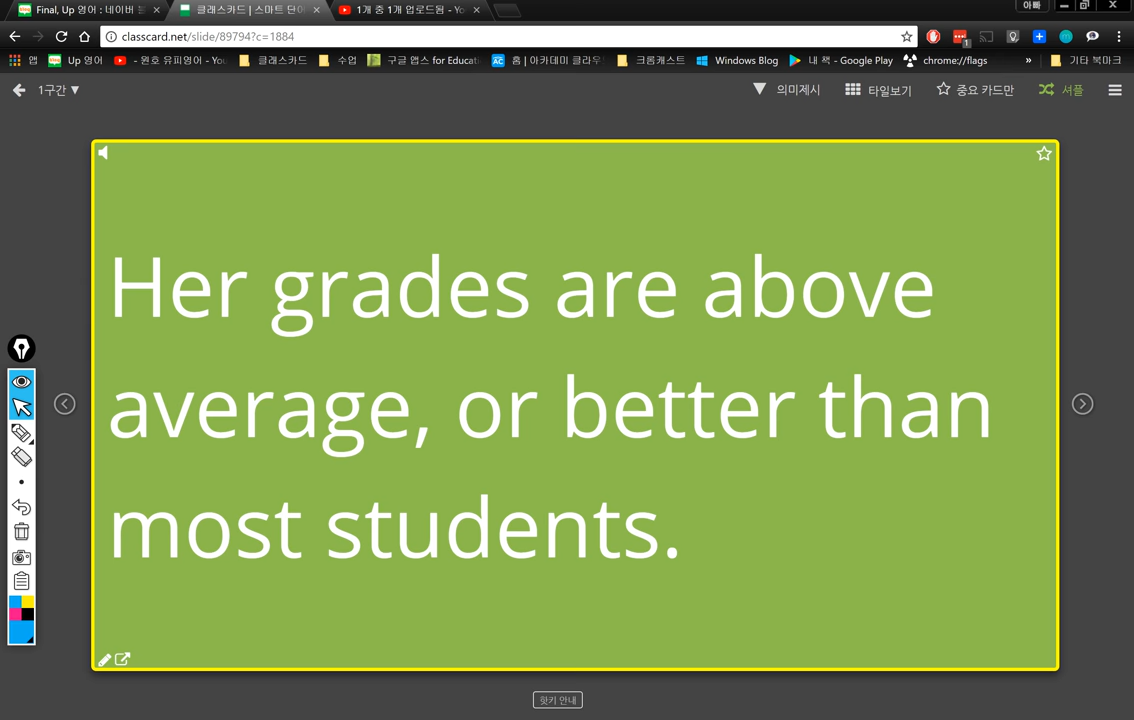 Final, Up 영어 : 네이버 블
클래스카드 | 스마트 단어
1개 중 1개 업로드됨 - Yo
아빠
classcard.net/slide/89794?c=1884
1
앱
Up 영어
- 원호 유피영어 - You
클래스카드
수업
구글 앱스 for Educati
AC
홈 | 아카데미 클라우
크롬캐스트
Windows Blog
내 책 - Google Play
chrome://flags
»
기타 북마크
1구간 ▼
의미제시
타일보기
중요 카드만
셔플
Her grades are above
average, or better than
most students.
핫키 안내